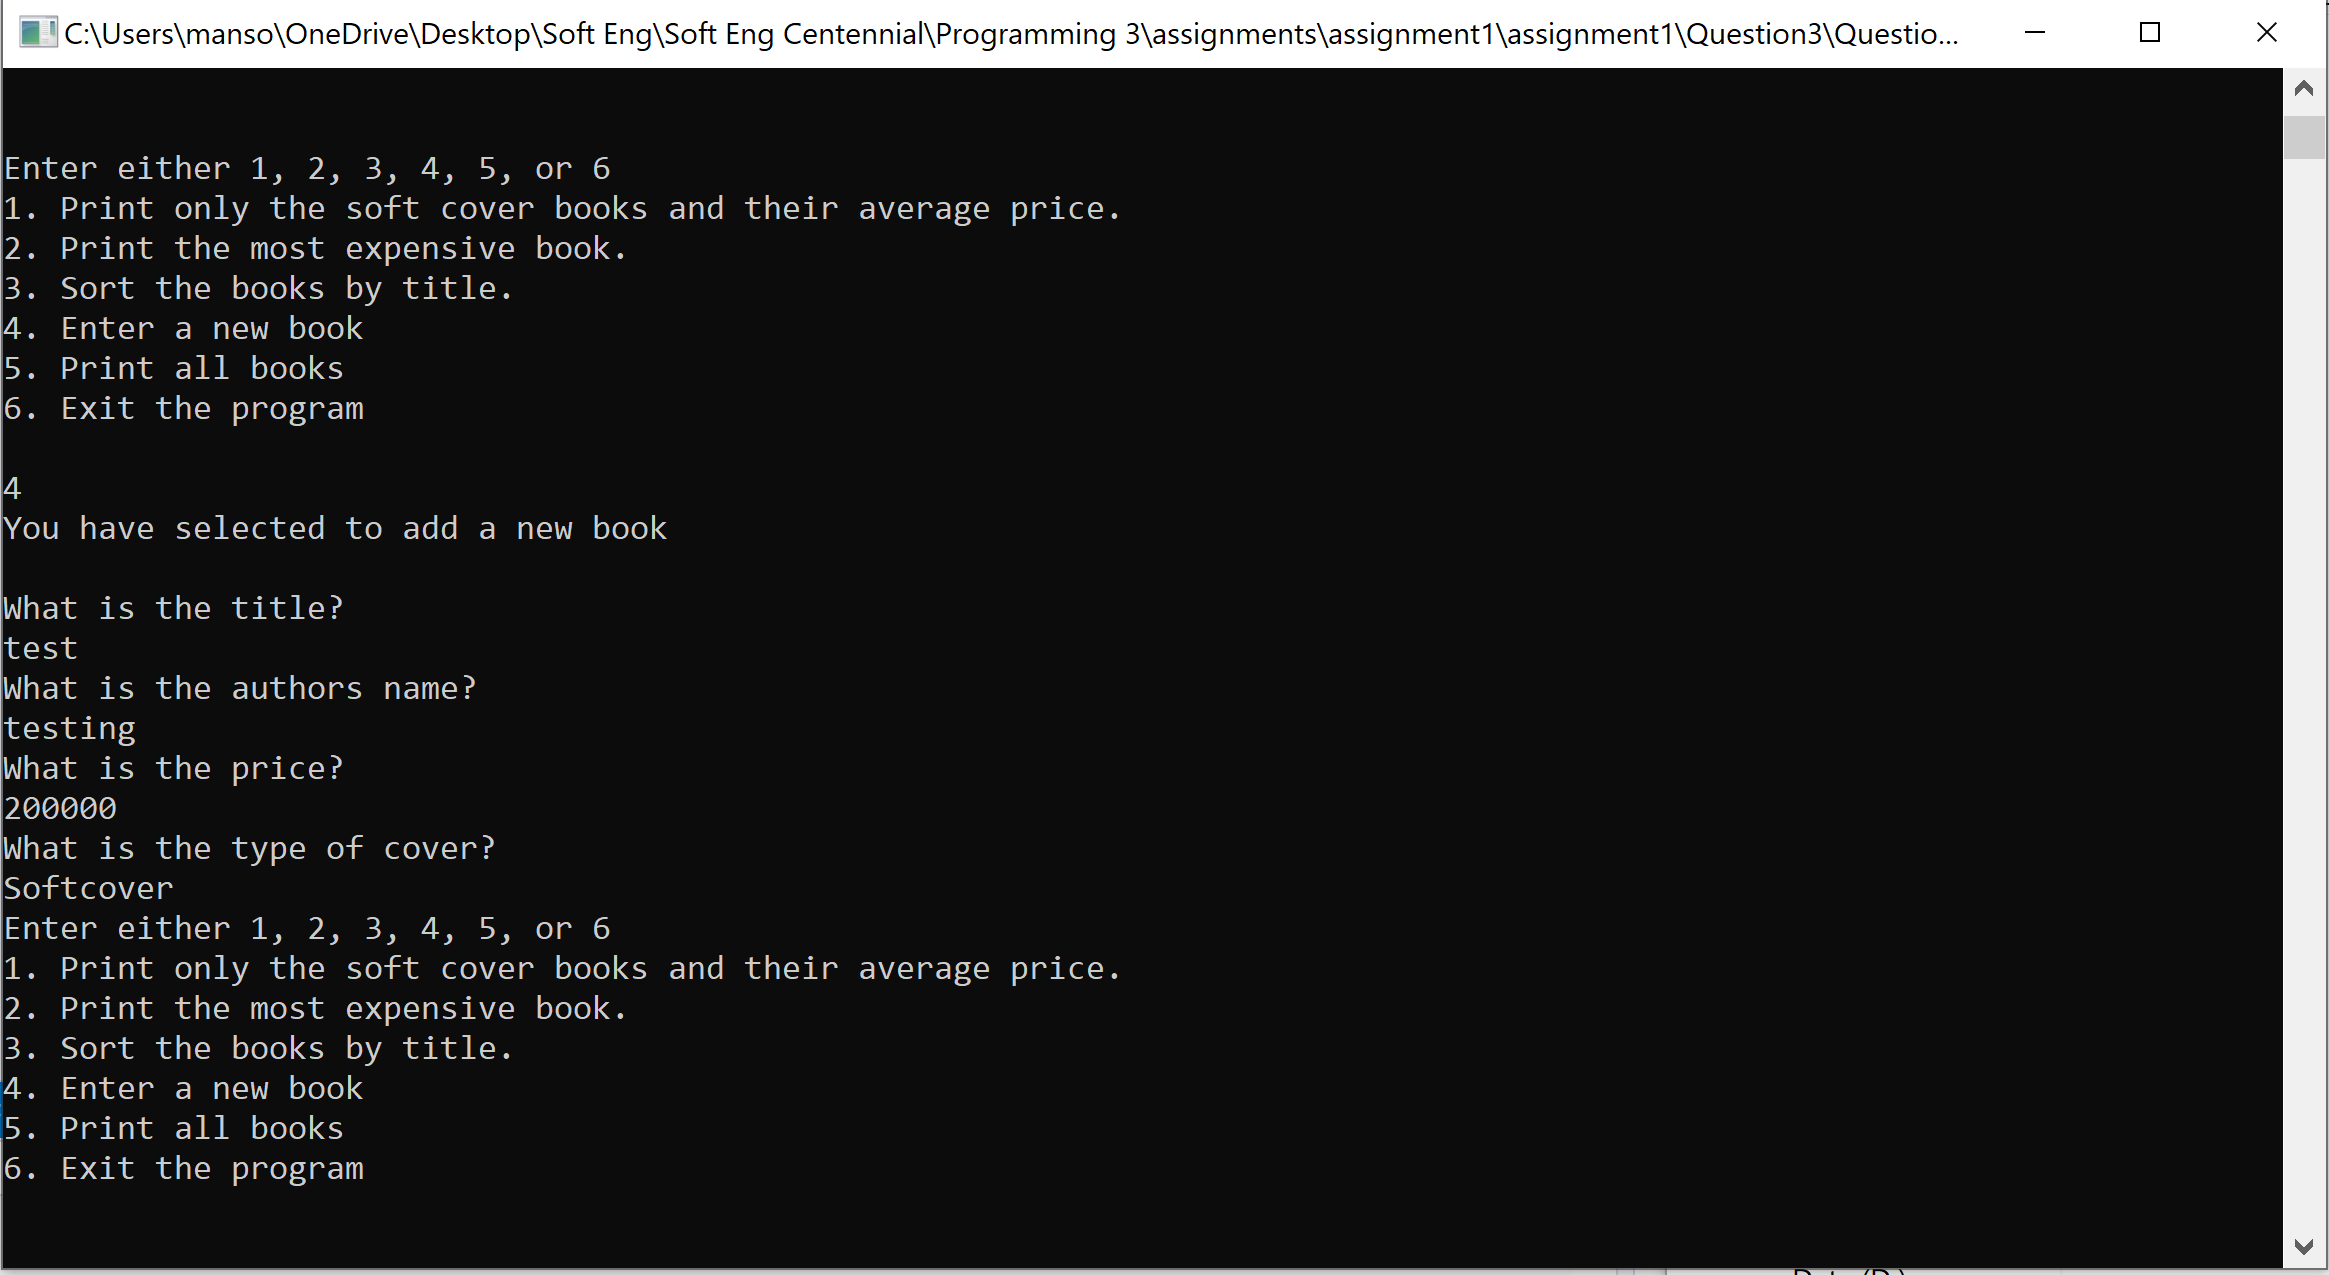 C:\Users\manso\OneDrive\Desktop\Soft Eng\Soft Eng Centennial\Programming 3\assignments\assignment1\assignment1\Question3\Questio...
Enter either 1, 2, 3, 4, 5, or 6
1. Print only the soft cover books and their average price.
2. Print the most expensive book.
3. Sort the books by title.
4. Enter a new book
5. Print all books
6. Exit the program
4
You have selected to add a new book
What is the title?
test
What is the authors name?
testing
What is the price?
200000
What is the type of cover?
Softcover
Enter either 1, 2, 3, 4, 5, or 6
1. Print only the soft cover books and their average price.
2. Print the most expensive book.
3. Sort the books by title.
4. Enter a new book
5. Print all books
6. Exit the program